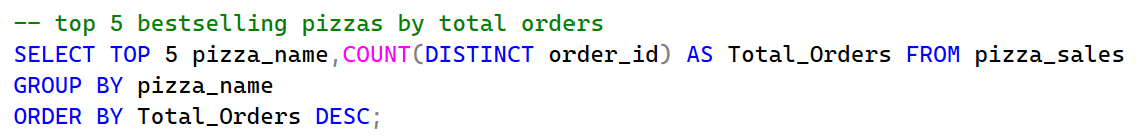 -- top 5 bestselling pizzas by total orders
SELECT TOP 5 pizza_name,COUNT(DISTINCT order_id) AS Total_Orders FROM pizza_sales
GROUP BY pizza_name
ORDER BY Total_Orders DESC;